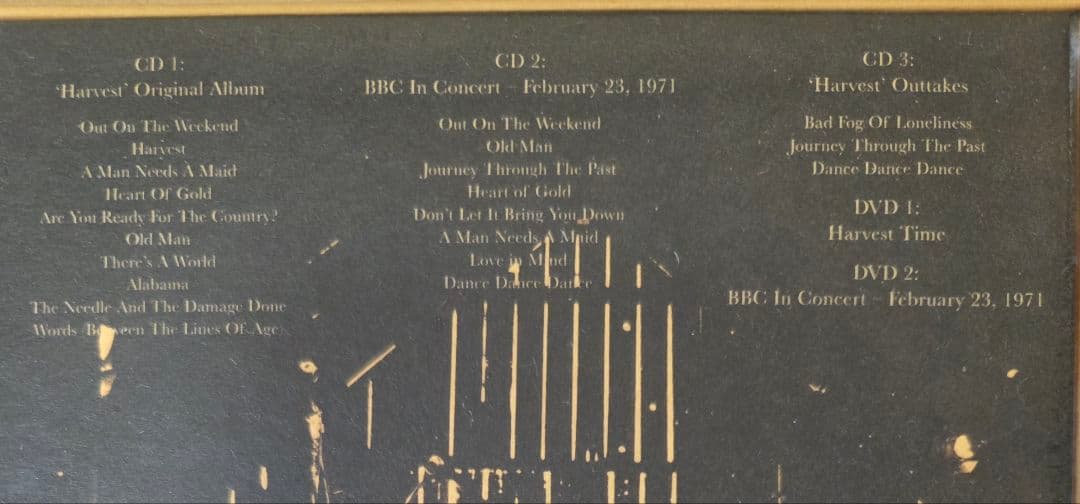 CD 1:
'Harvest' Original Album
Out On The Weekend
Harvest
A Man Needs A Maid
Heart Of Gold
Are You Ready For The Country?
Old Man
There's A World
Alabama
The Needle And The Damage Done
Words Between The Lines Of Age
CD 2:
BBC In Concert – February 23, 1971
Out On The Weekend
Old Man
Journey Through The Past
Heart of Gold
Don't Let It Bring You Down
A Man Needs A Maid
Love in Mind
Dance Dance Dance
CD 3:
'Harvest' Outtakes
Bad Fog Of Loneliness
Journey Through The Past
Dance Dance Dance
DVD 1:
Harvest Time
DVD 2:
BBC In Concert – February 23, 1971